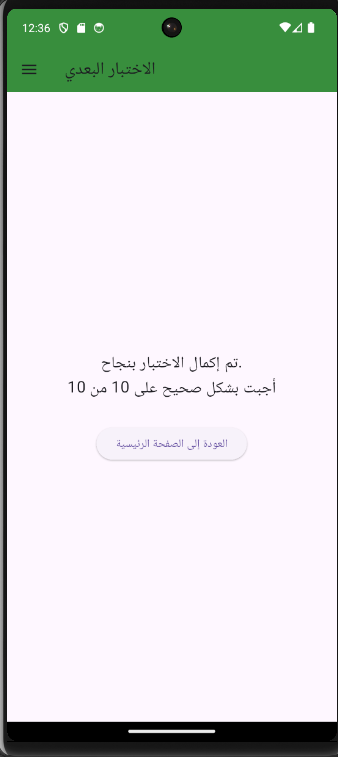 12:36
الاختبار البعدي
تم إكمال الاختبار بنجاح.
أجبت بشكل صحيح على 10 من 10
العودة إلى الصفحة الرئيسية